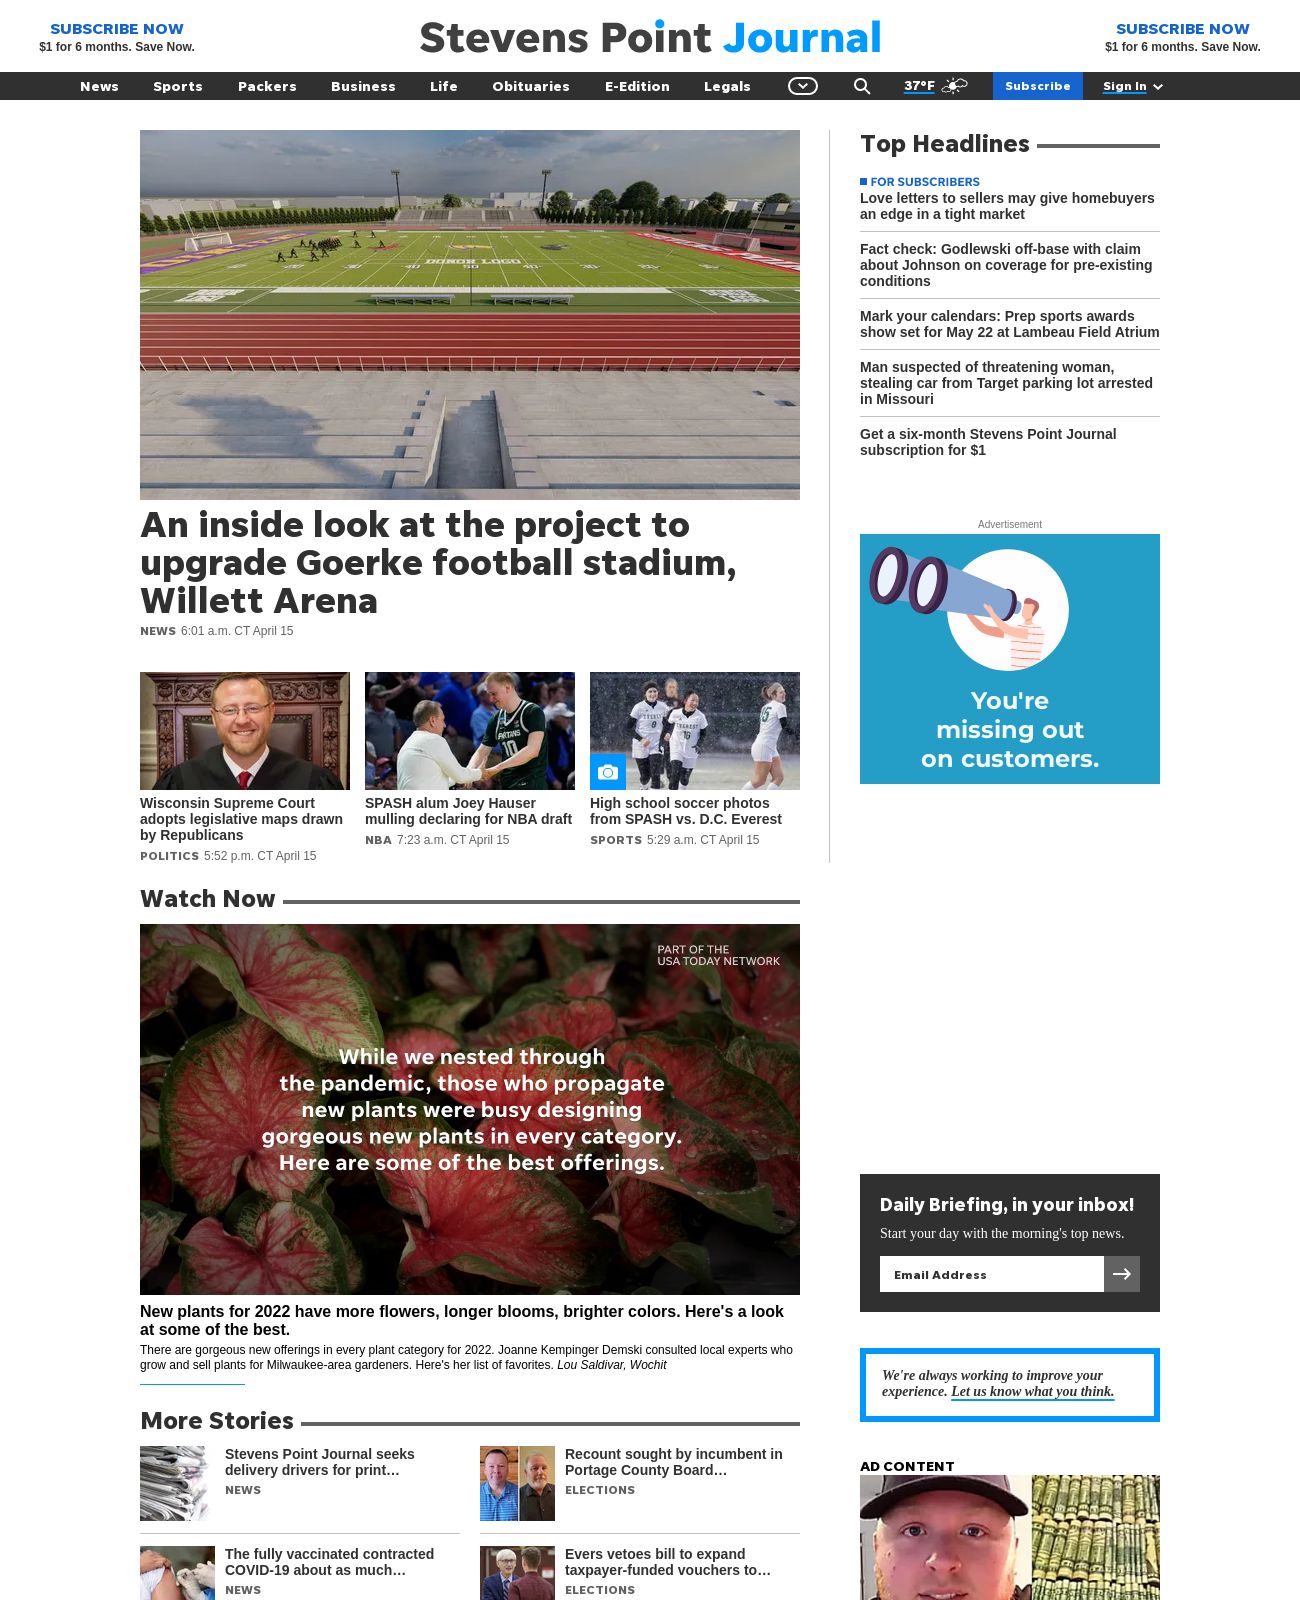 SUBSCRIBE NOW
$1 for 6 months. Save Now.
Stevens Point Journal
SUBSCRIBE NOW
$1 for 6 months. Save Now.
News Sports Packers Business Life Obituaries E-Edition Legals 37°F Subscribe Sign In
DONOR LOGO
An inside look at the project to
upgrade Goerke football stadium,
Willett Arena
NEWS 6:01 a.m. CT April 15
Wisconsin Supreme Court
adopts legislative maps drawn
by Republicans
POLITICS 5:52 p.m. CT April 15
SPASH alum Joey Hauser
mulling declaring for NBA draft
NBA 7:23 a.m. CT April 15
High school soccer photos
from SPASH vs. D.C. Everest
SPORTS 5:29 a.m. CT April 15
Top Headlines
FOR SUBSCRIBERS
Love letters to sellers may give homebuyers
an edge in a tight market
Fact check: Godlewski off-base with claim
about Johnson on coverage for pre-existing
conditions
Mark your calendars: Prep sports awards
show set for May 22 at Lambeau Field Atrium
Man suspected of threatening woman,
stealing car from Target parking lot arrested
in Missouri
Get a six-month Stevens Point Journal
subscription for $1
Advertisement
You're
missing out
on customers.
Watch Now
PART OF THE
USA TODAY NETWORK
While we nested through
the pandemic, those who propagate
new plants were busy designing
gorgeous new plants in every category.
Here are some of the best offerings.
New plants for 2022 have more flowers, longer blooms, brighter colors. Here's a look
at some of the best.
There are gorgeous new offerings in every plant category for 2022. Joanne Kempinger Demski consulted local experts who
grow and sell plants for Milwaukee-area gardeners. Here's her list of favorites. Lou Saldivar, Wochit
Daily Briefing, in your inbox!
Start your day with the morning's top news.
Email Address
We're always working to improve your
experience. Let us know what you think.
More Stories
Stevens Point Journal seeks
delivery drivers for print…
NEWS
Recount sought by incumbent in
Portage County Board…
ELECTIONS
The fully vaccinated contracted
COVID-19 about as much…
NEWS
Evers vetoes bill to expand
taxpayer-funded vouchers to…
ELECTIONS
AD CONTENT